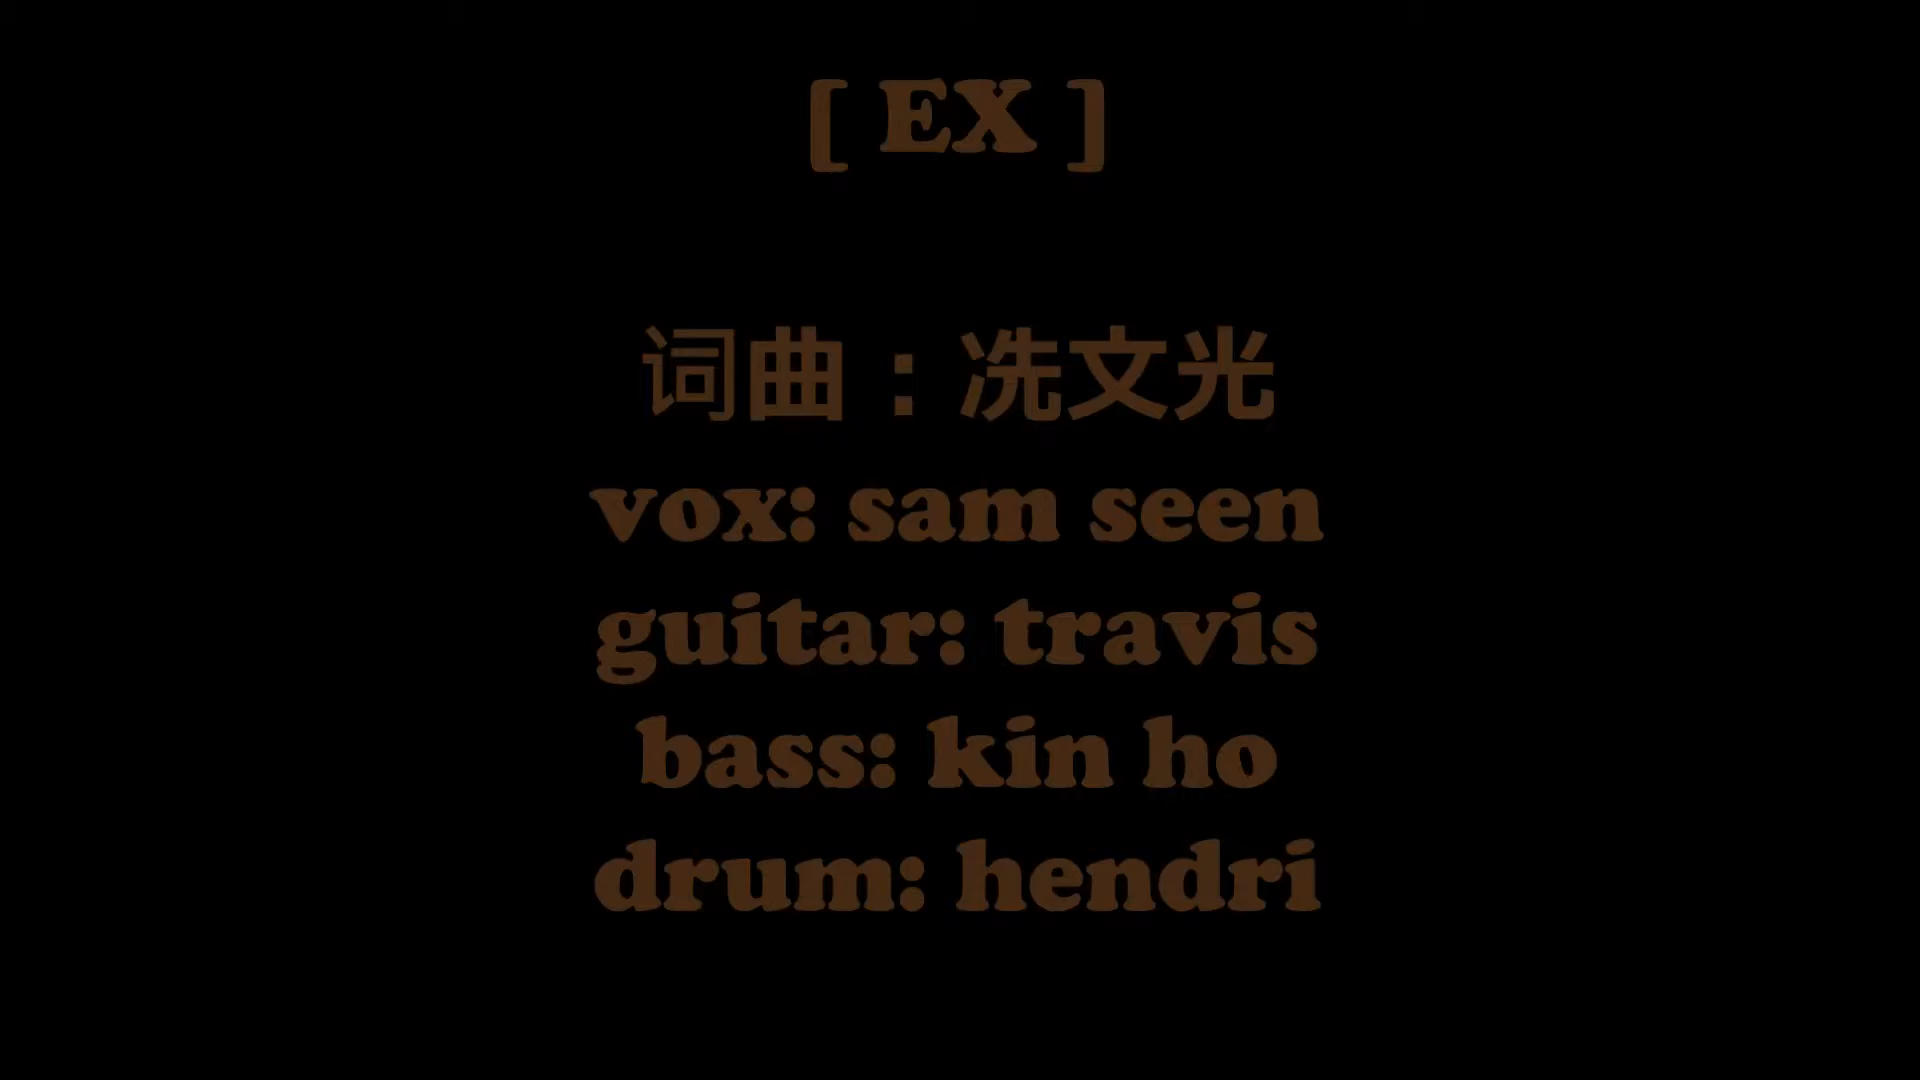 [ EX ]
词曲：冼文光
vox: sam seen
guitar: travis
bass: kin ho
drum: hendri